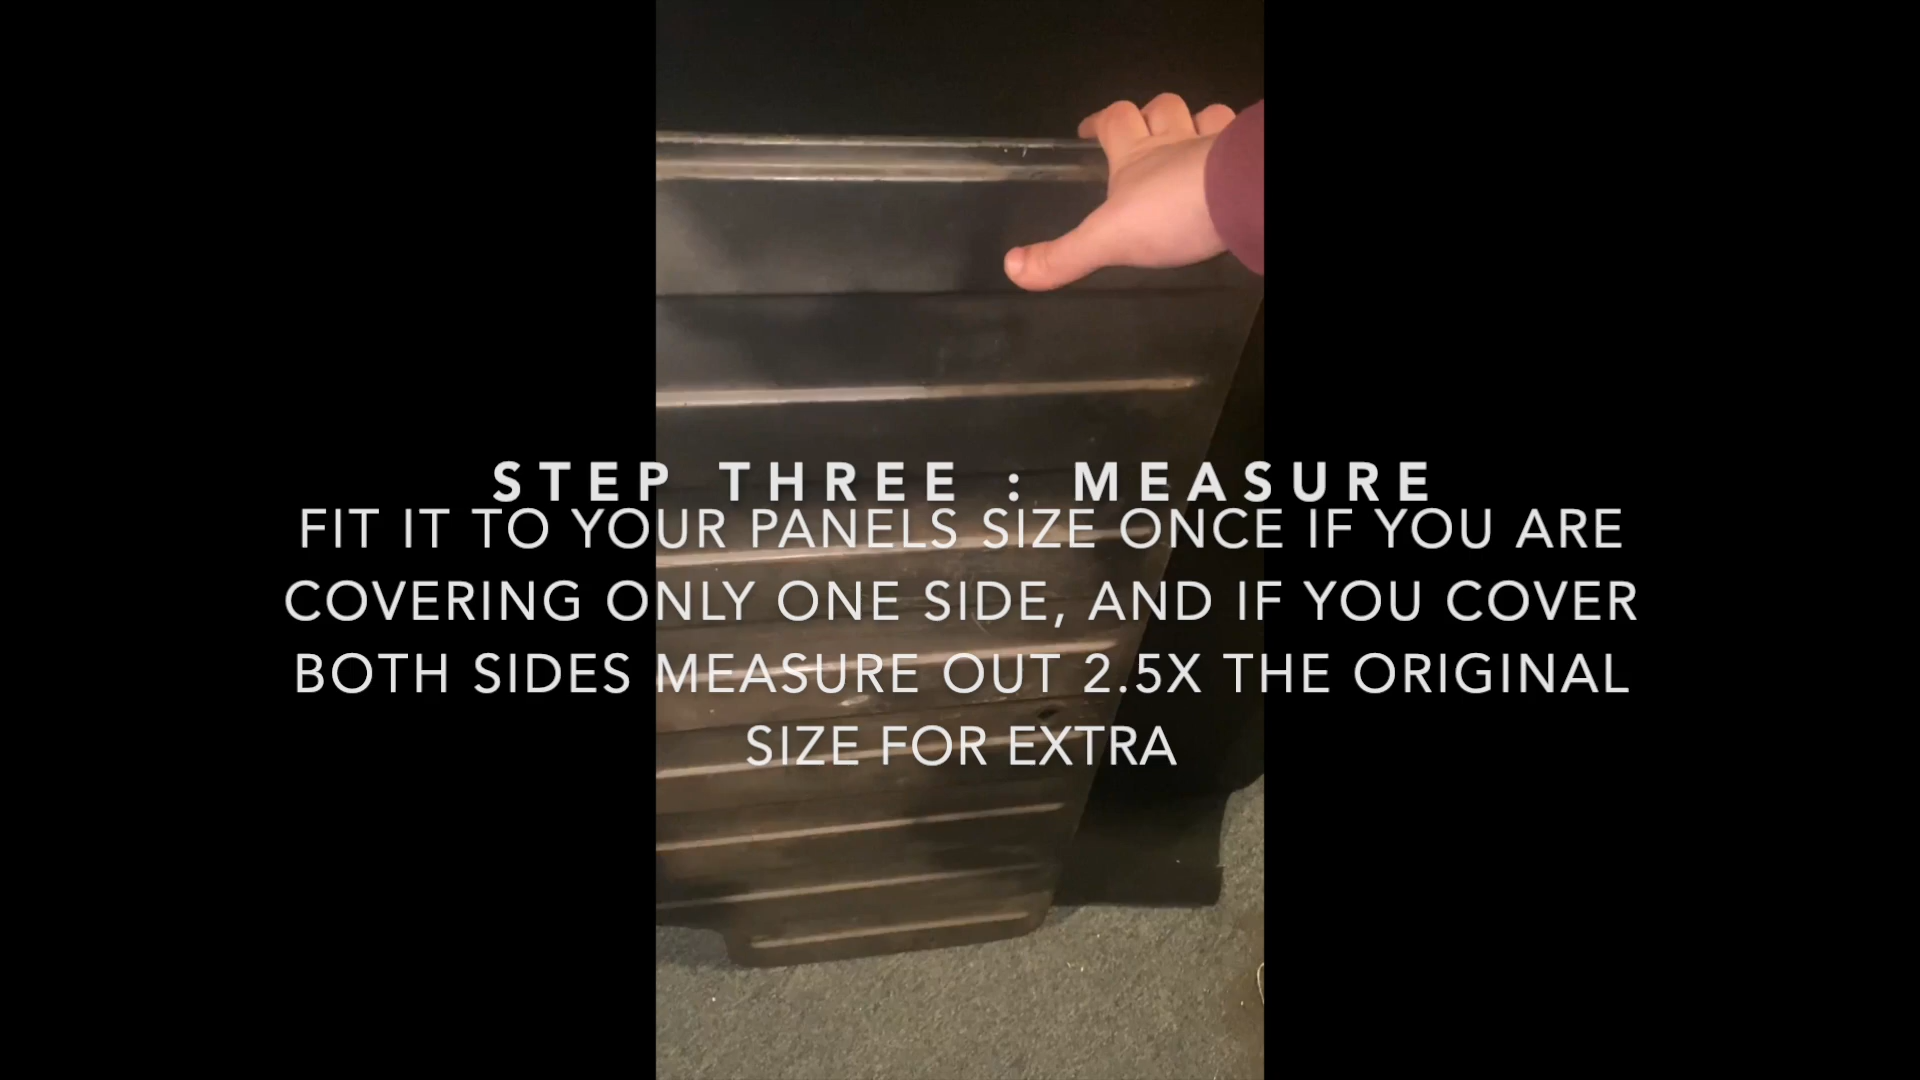 STEP THREE : MEASURE
FIT IT TO YOUR PANELS SIZE ONCE IF YOU ARE
COVERING ONLY ONE SIDE, AND IF YOU COVER
BOTH SIDES MEASURE OUT 2.5X THE ORIGINAL
SIZE FOR EXTRA